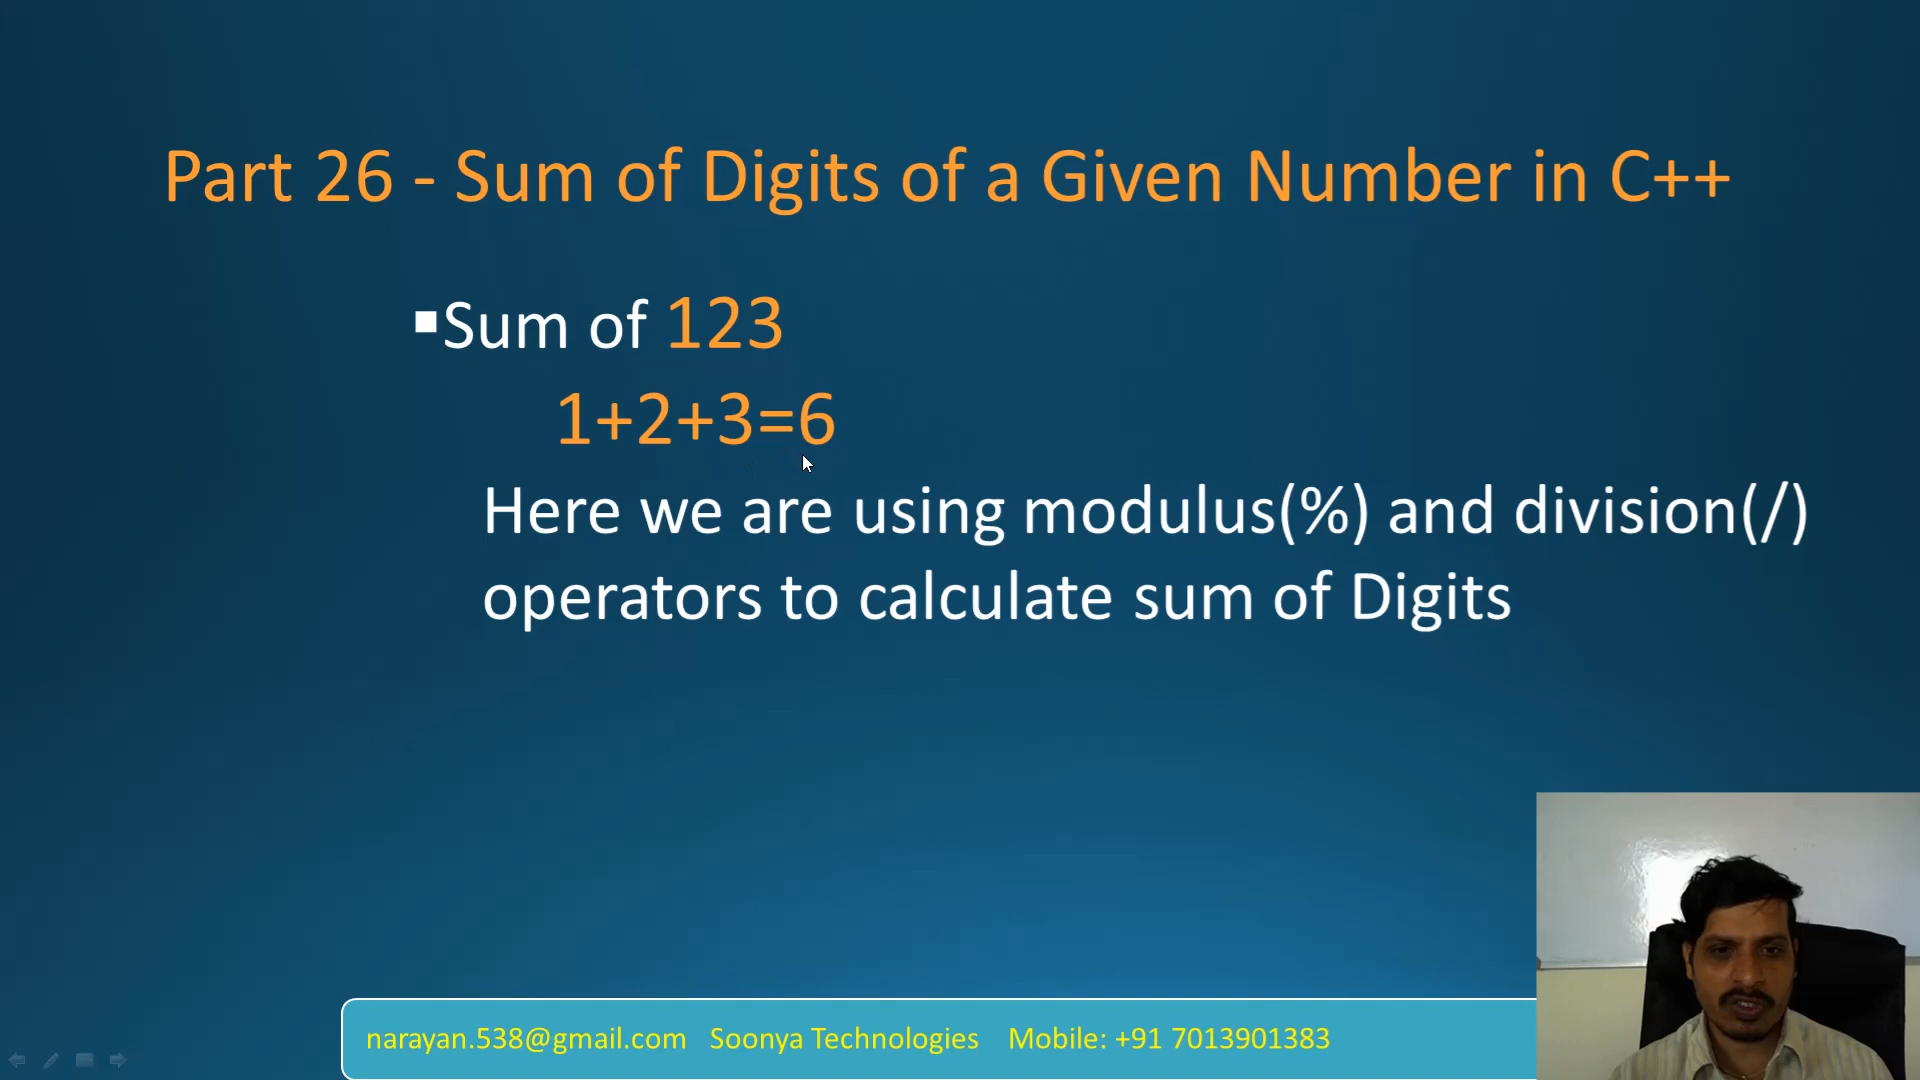 Part 26 - Sum of Digits of a Given Number in C++
▪Sum of 123
1+2+3=6
Here we are using modulus(%) and division(/)
operators to calculate sum of Digits
narayan.538@gmail.com Soonya Technologies Mobile: +91 7013901383